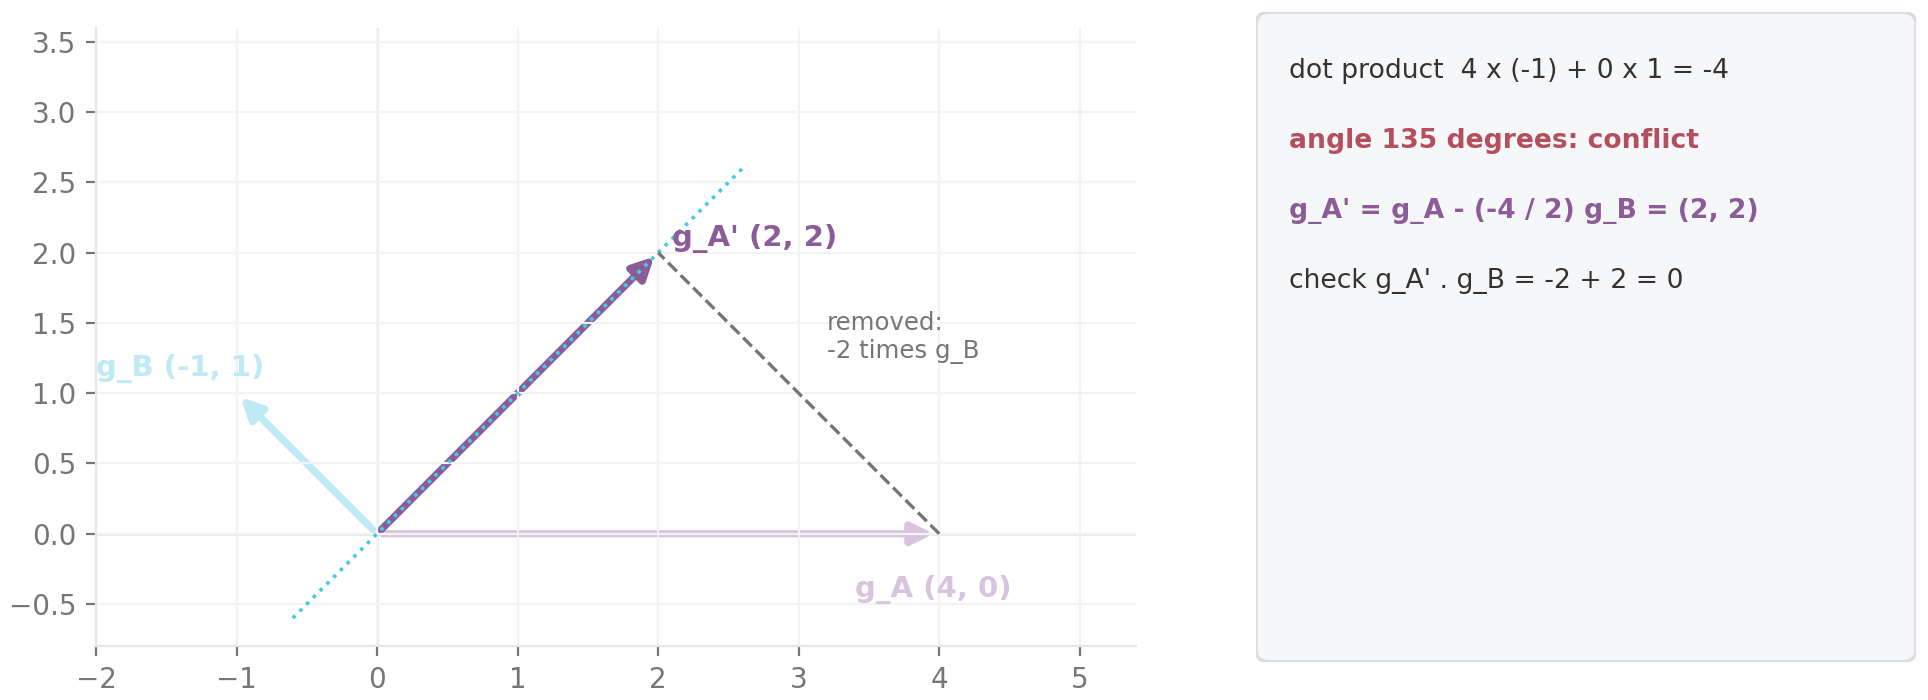 3.5
3.0
2.5
2.0
1.5
1.0
0.5
0.0
−0.5
−2
−1
0
1
2
3
4
5
g_A' (2, 2)
removed:
-2 times g_B
g_B (-1, 1)
g_A (4, 0)
dot product  4 x (-1) + 0 x 1 = -4
angle 135 degrees: conflict
g_A' = g_A - (-4 / 2) g_B = (2, 2)
check g_A' . g_B = -2 + 2 = 0